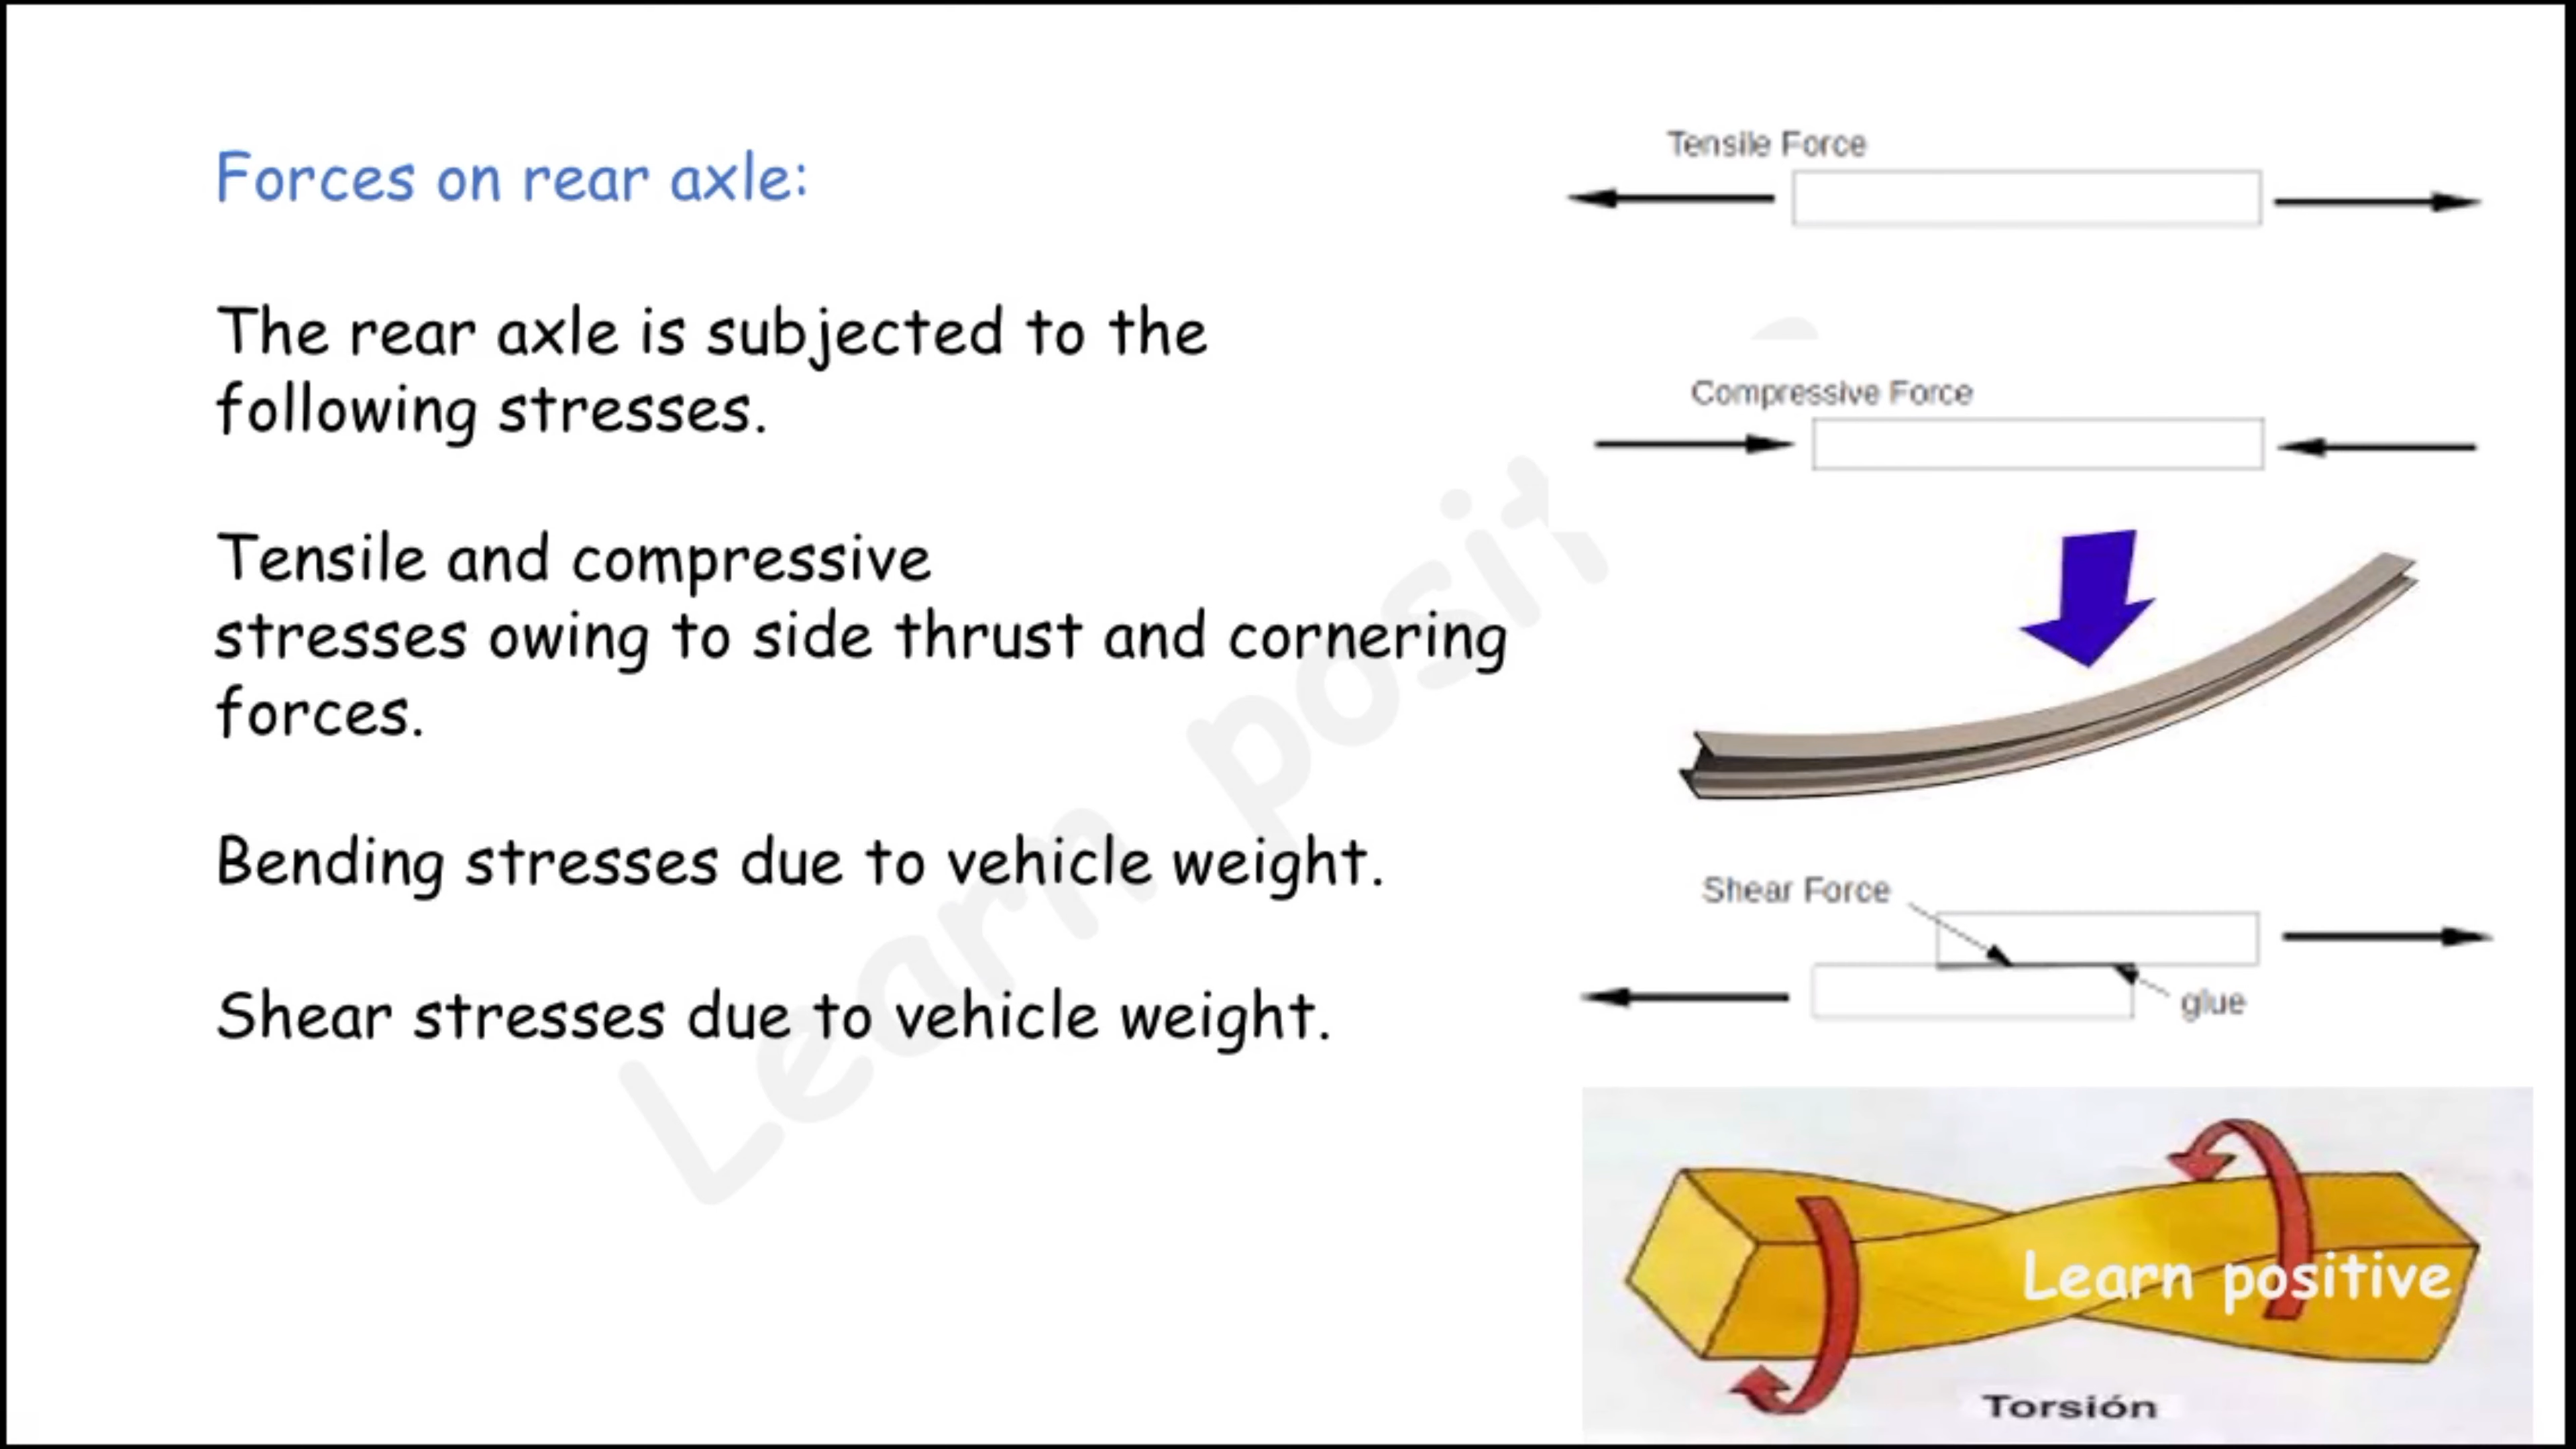 Forces on rear axle:
The rear axle is subjected to the
following stresses.
Tensile and compressive
stresses owing to side thrust and cornering
forces.
Bending stresses due to vehicle weight.
Shear stresses due to vehicle weight.
Tensile Force
Compressive Force
Shear Force
glue
Learn positive
Torsión
Learn posit